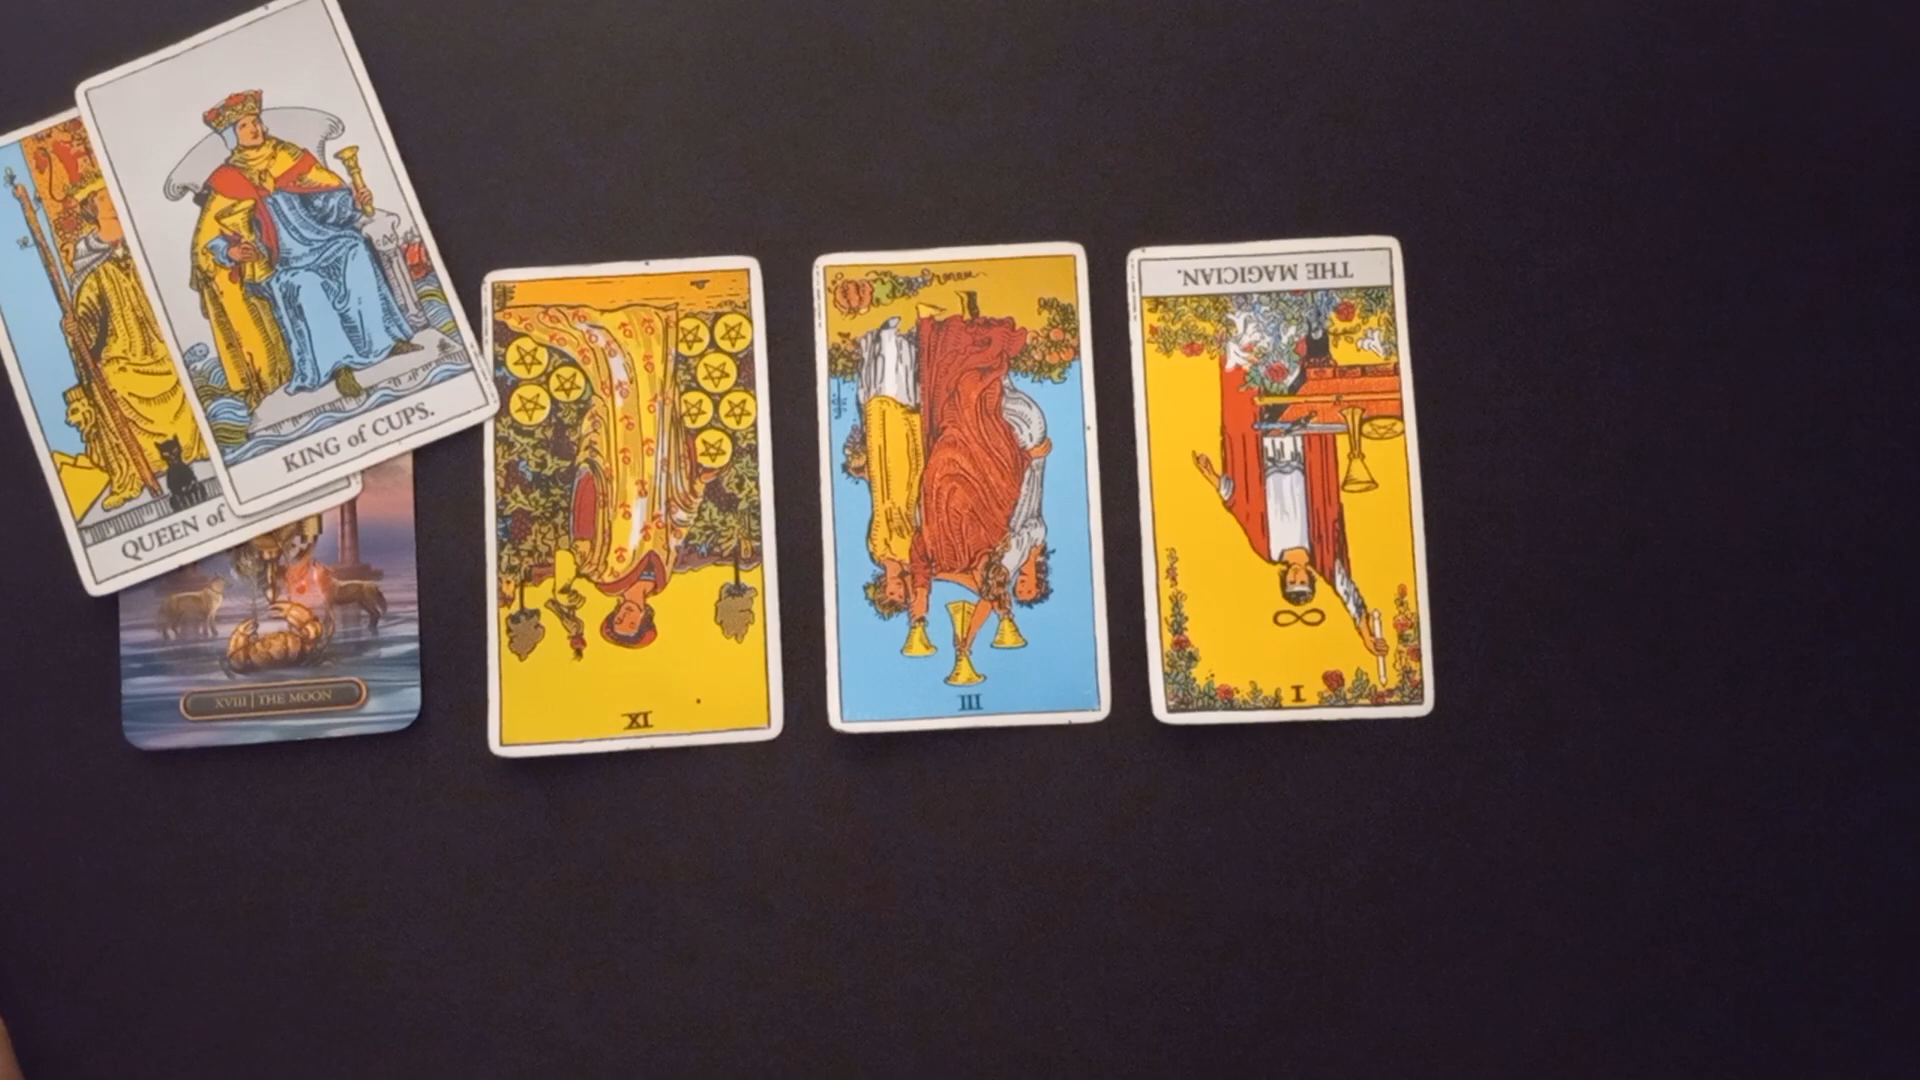 KING of CUPS.
QUEEN of
XVIII | THE MOON
IX
III
THE MAGICIAN.
I